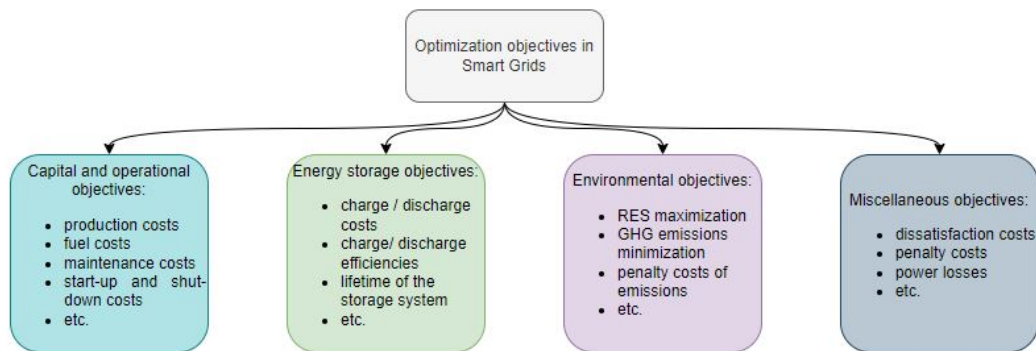 Optimization objectives in
Smart Grids
Capital and operational
objectives:
• production costs
• fuel costs
• maintenance costs
• start-up and shut-
down costs
• etc.
Energy storage objectives:
• charge / discharge
costs
• charge/ discharge
efficiencies
• lifetime of the
storage system
• etc.
Environmental objectives:
• RES maximization
• GHG emissions
minimization
• penalty costs of
emissions
• etc.
Miscellaneous objectives:
• dissatisfaction costs
• penalty costs
• power losses
• etc.